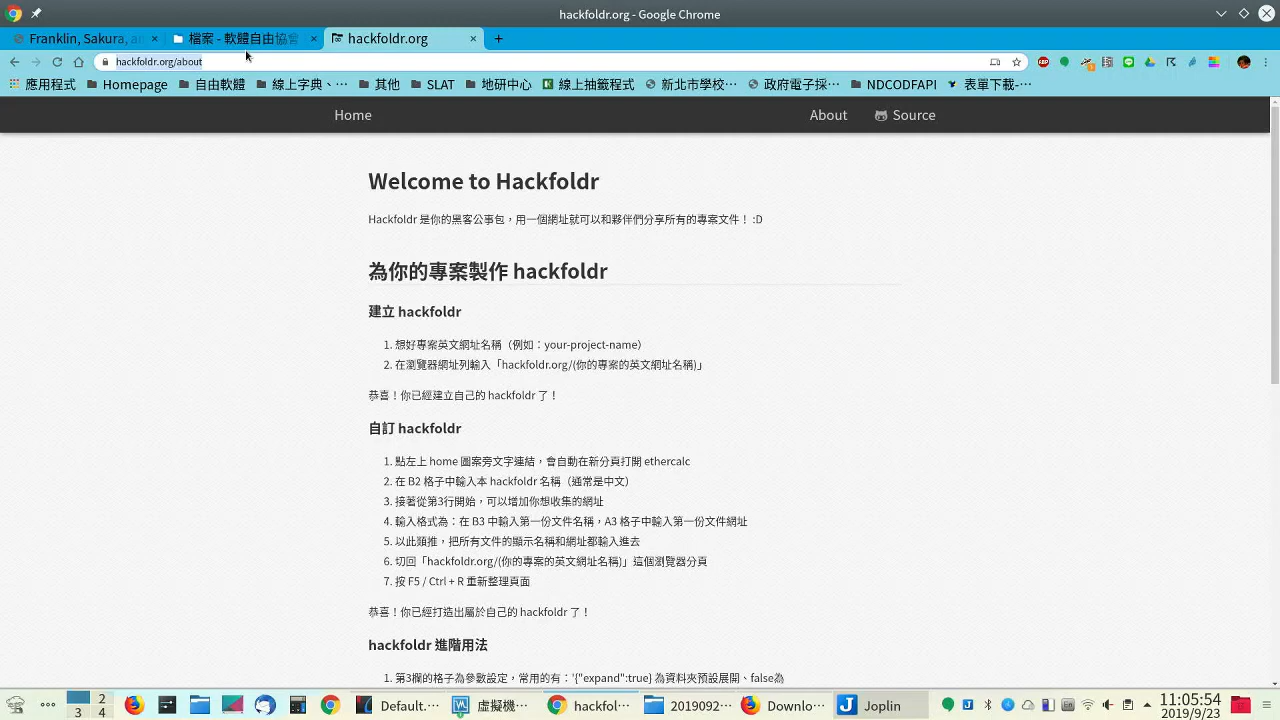 hackfoldr.org - Google Chrome
Franklin, Sakura, an
檔案 - 軟體自由協會
hackfoldr.org
hackfoldr.org/about
應用程式 Homepage 自由軟體 線上字典、… 其他 SLAT 地研中心 線上抽籤程式 新北市學校… 政府電子採… NDCODFAPI 表單下載-…
Home About Source
Welcome to Hackfoldr
Hackfoldr 是你的黑客公事包，用一個網址就可以和夥伴們分享所有的專案文件！ :D
為你的專案製作 hackfoldr
建立 hackfoldr
1. 想好專案英文網址名稱（例如：your-project-name）
2. 在瀏覽器網址列輸入「hackfoldr.org/(你的專案的英文網址名稱)」
恭喜！你已經建立自己的 hackfoldr 了！
自訂 hackfoldr
1. 點左上 home 圖案旁文字連結，會自動在新分頁打開 ethercalc
2. 在 B2 格子中輸入本 hackfoldr 名稱（通常是中文）
3. 接著從第3行開始，可以增加你想收集的網址
4. 輸入格式為：在 B3 中輸入第一份文件名稱，A3 格子中輸入第一份文件網址
5. 以此類推，把所有文件的顯示名稱和網址都輸入進去
6. 切回「hackfoldr.org/(你的專案的英文網址名稱)」這個瀏覽器分頁
7. 按 F5 / Ctrl + R 重新整理頁面
恭喜！你已經打造出屬於自己的 hackfoldr 了！
hackfoldr 進階用法
1. 第3欄的格子為參數設定，常用的有：'{"expand":true} 為資料夾預設展開、false為
2
3 4
Default.… 虛擬機… hackfol… 2019092… Downlo… Joplin
11:05:54
2019/9/23